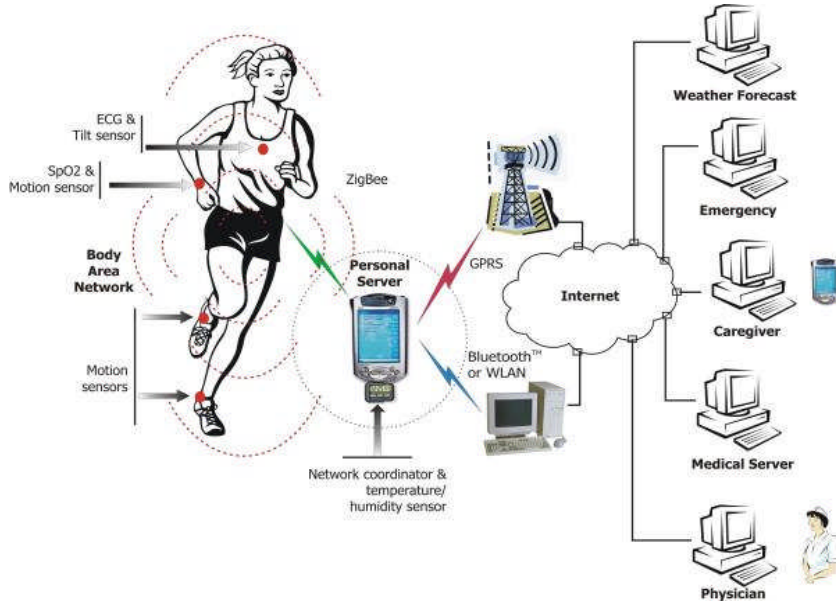 ECG &
Tilt sensor
SpO2 &
Motion sensor
Body
Area
Network
Motion
sensors
ZigBee
Personal
Server
Network coordinator &
temperature/
humidity sensor
GPRS
Bluetooth™
or WLAN
Internet
Weather Forecast
Emergency
Caregiver
Medical Server
Physician